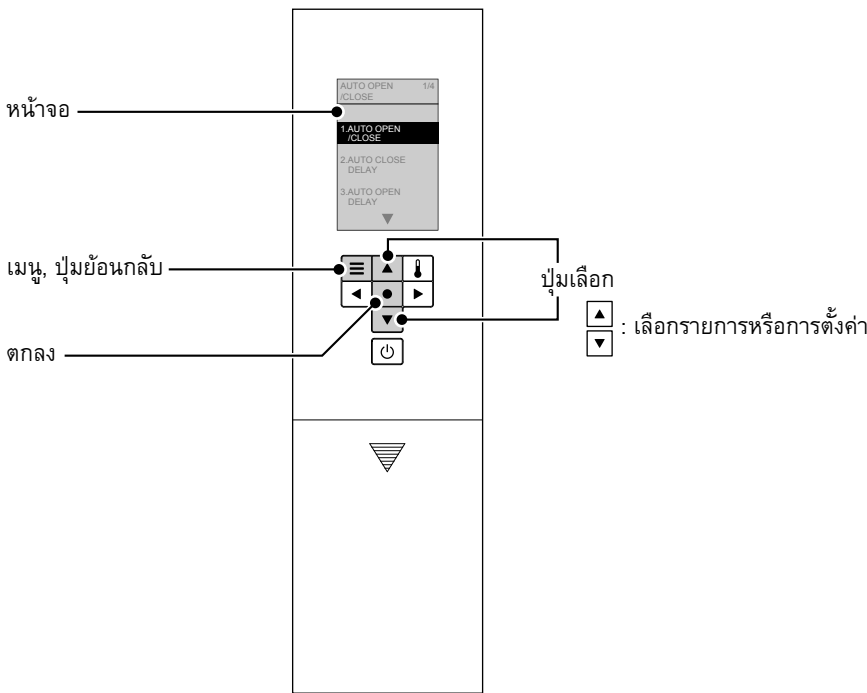 AUTO OPEN 1/4
/CLOSE
หน้าจอ
1.AUTO OPEN
/CLOSE
2.AUTO CLOSE
DELAY
3.AUTO OPEN
DELAY
เมนู, ปุ่มย้อนกลับ
ปุ่มเลือก
: เลือกรายการหรือการตั้งค่า
ตกลง